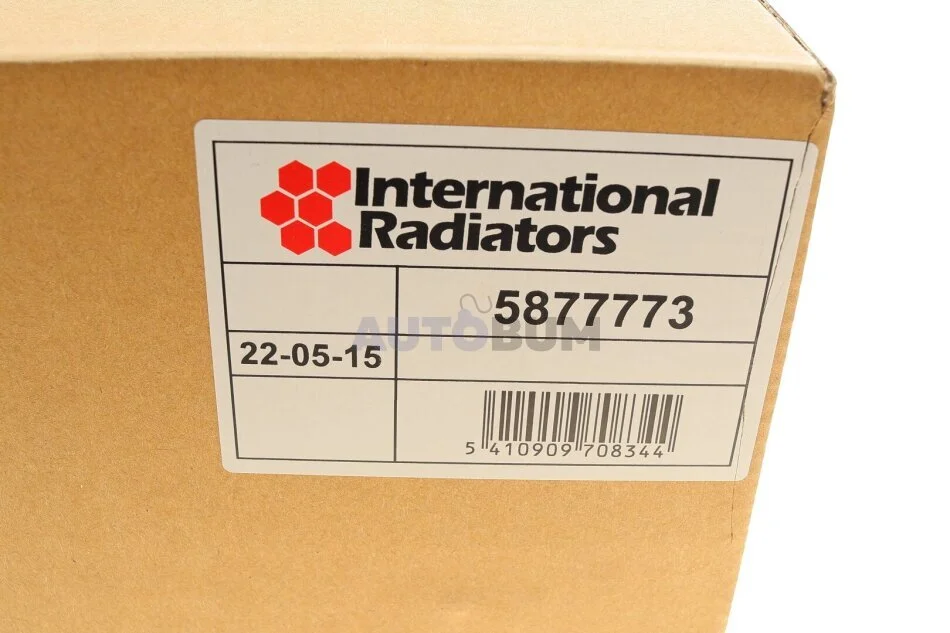 International
Radiators
5877773
AUTOBUM
22-05-15
5 410909 708344